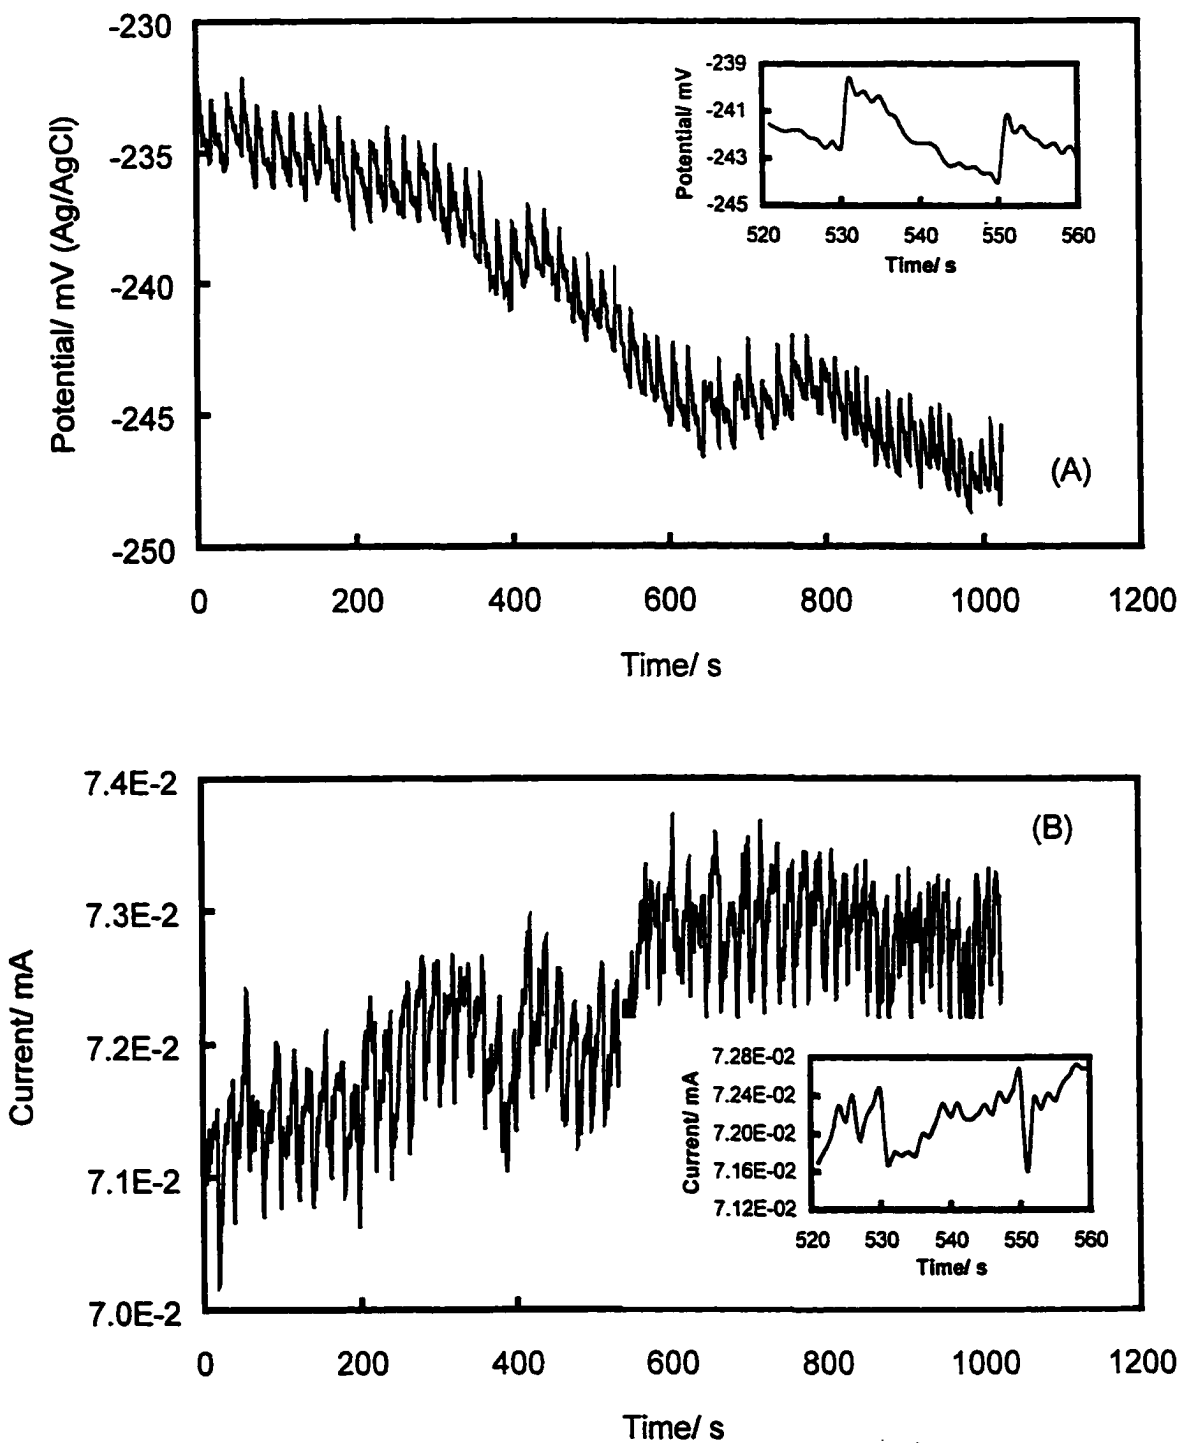 -230
-235
-240
-245
-250
Potential/ mV (Ag/AgCl)
0 200 400 600 800 1000 1200
Time/ s
(A)
-239
-241
-243
-245
Potential/ mV
520 530 540 550 560
Time/ s
7.4E-2
7.3E-2
7.2E-2
7.1E-2
7.0E-2
Current/ mA
0 200 400 600 800 1000 1200
Time/ s
(B)
7.28E-02
7.24E-02
7.20E-02
7.16E-02
7.12E-02
Current/ mA
520 530 540 550 560
Time/ s